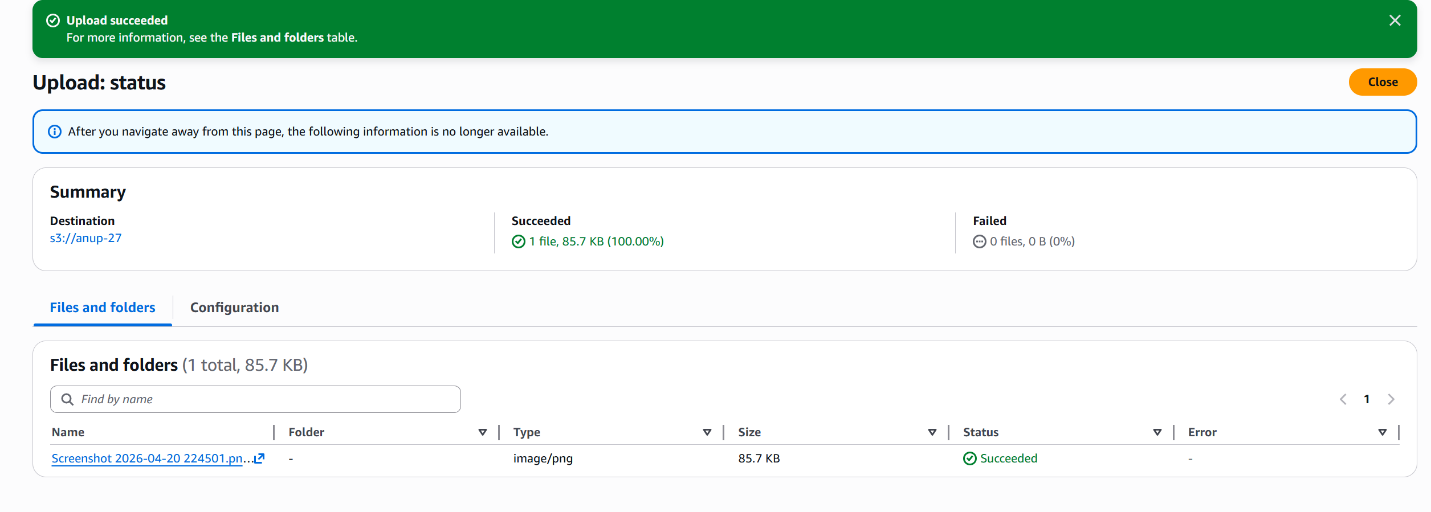 Upload succeeded
For more information, see the Files and folders table.
Upload: status
Close
After you navigate away from this page, the following information is no longer available.
Summary
Destination
s3://anup-27
Succeeded
1 file, 85.7 KB (100.00%)
Failed
0 files, 0 B (0%)
Files and folders
Configuration
Files and folders (1 total, 85.7 KB)
Find by name
1
Name Folder Type Size Status Error
Screenshot 2026-04-20 224501.pn... - image/png 85.7 KB Succeeded -